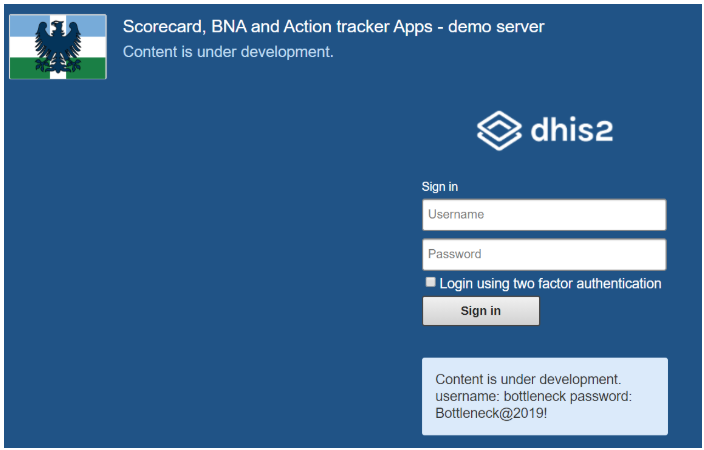 Scorecard, BNA and Action tracker Apps - demo server
Content is under development.
dhis2
Sign in
Username
Password
Login using two factor authentication
Sign in
Content is under development.
username: bottleneck password:
Bottleneck@2019!